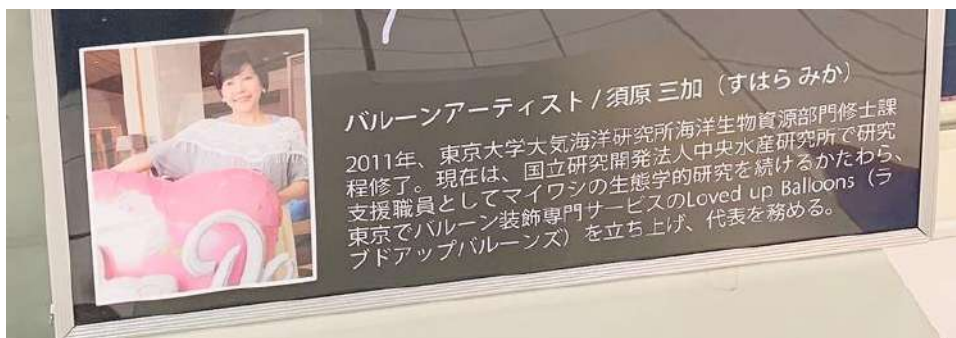 バルーンアーティスト / 須原 三加（すはら みか）
2011年、東京大学大気海洋研究所海洋生物資源部門修士課
程修了。現在は、国立研究開発法人中央水産研究所で研究
支援職員としてマイワシの生態学的研究を続けるかたわら、
東京でバルーン装飾専門サービスのLoved up Balloons（ラ
ブドアップバルーンズ）を立ち上げ、代表を務める。